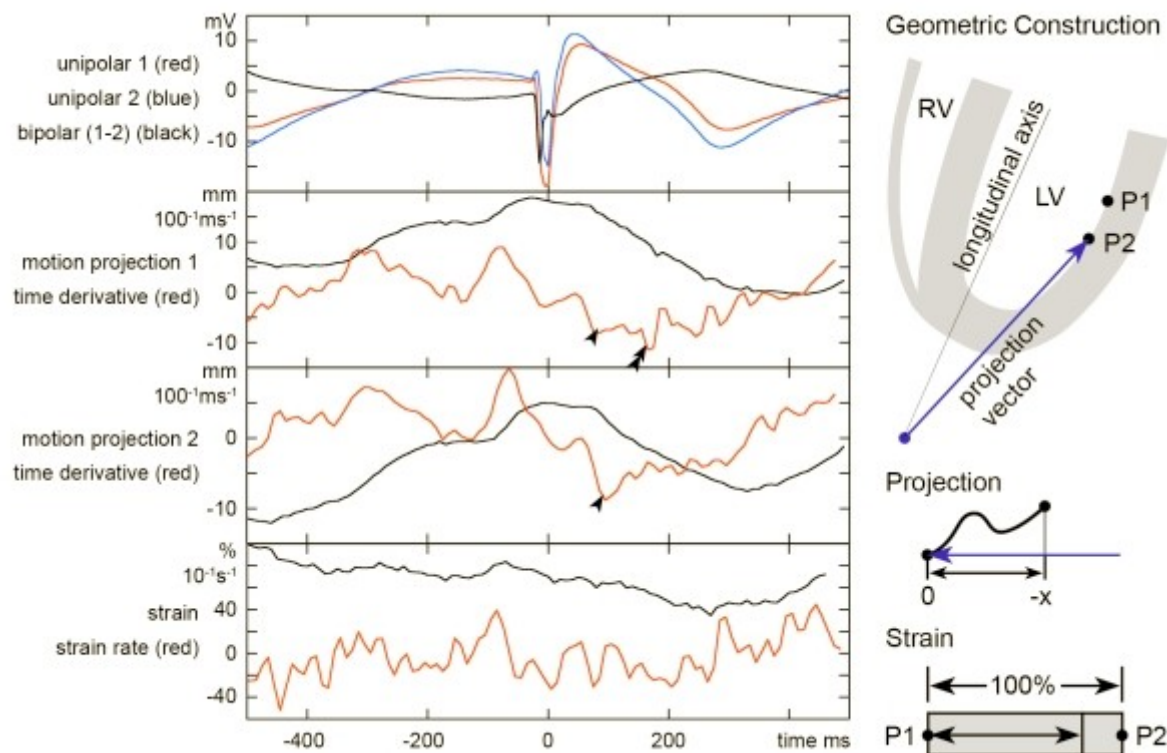 mV
10
unipolar 1 (red)
0
unipolar 2 (blue)
bipolar (1-2) (black)
-10
mm
100⁻¹ms⁻¹
10
motion projection 1
0
time derivative (red)
-10
mm
100⁻¹ms⁻¹
motion projection 2
0
time derivative (red)
-10
%
10⁻¹s⁻¹
strain
40
strain rate (red)
0
-40
-400 -200 0 200 time ms
Geometric Construction
RV
longitudinal axis
LV
P1
P2
projection
vector
Projection
0 -x
Strain
100%
P1 P2